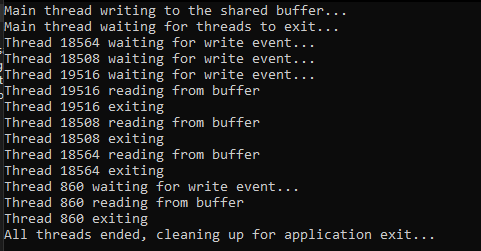 Main thread writing to the shared buffer...
Main thread waiting for threads to exit...
Thread 18564 waiting for write event...
Thread 18508 waiting for write event...
Thread 19516 waiting for write event...
Thread 19516 reading from buffer
Thread 19516 exiting
Thread 18508 reading from buffer
Thread 18508 exiting
Thread 18564 reading from buffer
Thread 18564 exiting
Thread 860 waiting for write event...
Thread 860 reading from buffer
Thread 860 exiting
All threads ended, cleaning up for application exit...